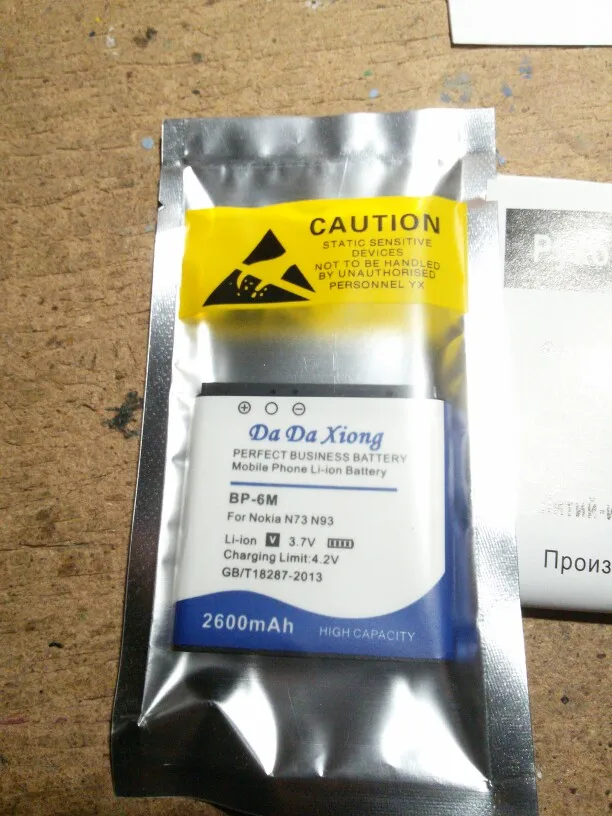 CAUTION
STATIC SENSITIVE
DEVICES
NOT TO BE HANDLED
BY UNAUTHORISED
PERSONNEL YX
Da Da Xiong
PERFECT BUSINESS BATTERY
Mobile Phone Li-ion Battery
BP-6M
For Nokia N73 N93
Li-ion V 3.7V
Charging Limit:4.2V
GB/T18287-2013
2600mAh HIGH CAPACITY
Произ